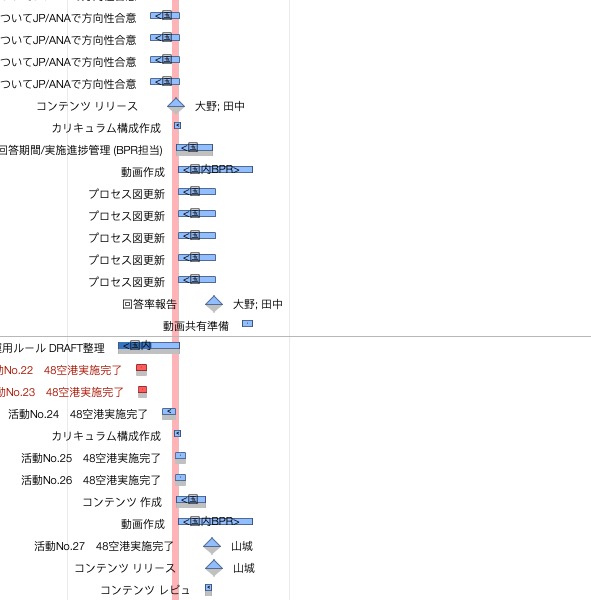 ついてJP/ANAで方向性合意 <国
ついてJP/ANAで方向性合意 <国
ついてJP/ANAで方向性合意 <国
ついてJP/ANAで方向性合意 <国
コンテンツ リリース 大野; 田中
カリキュラム構成作成 <
回答期間/実施進捗管理 (BPR担当) <国
動画作成 <国内BPR>
プロセス図更新 <国
プロセス図更新 <国
プロセス図更新 <国
プロセス図更新 <国
プロセス図更新 <国
回答率報告 大野; 田中
動画共有準備
用ルール DRAFT整理 <国内
動No.22 48空港実施完了
動No.23 48空港実施完了
活動No.24 48空港実施完了 <
カリキュラム構成作成 <
活動No.25 48空港実施完了
活動No.26 48空港実施完了
コンテンツ 作成 <国
動画作成 <国内BPR>
活動No.27 48空港実施完了 山城
コンテンツ リリース 山城
コンテンツ レビュ <